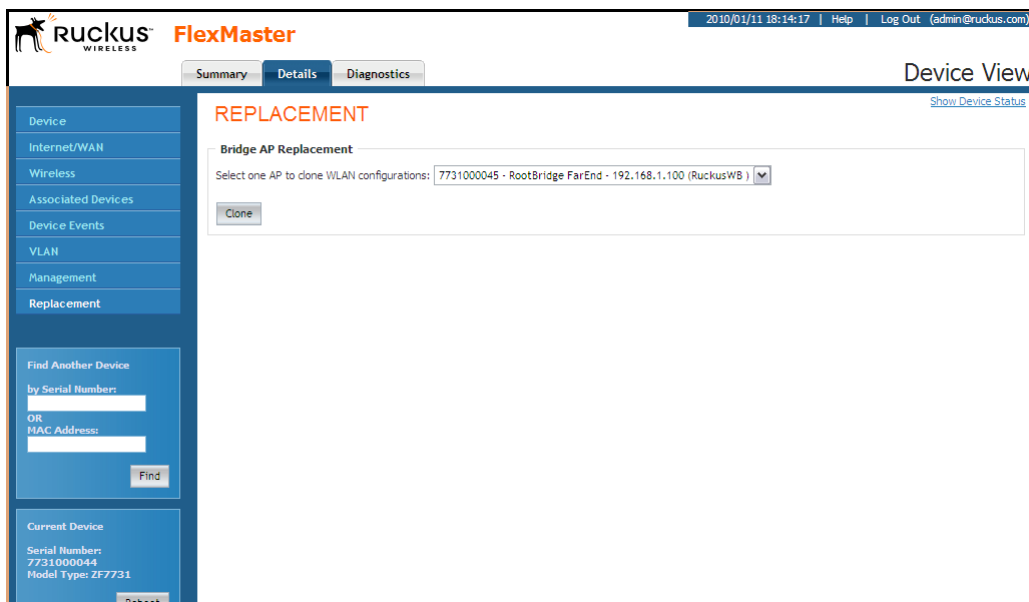 2010/01/11 18:14:17 | Help | Log Out (admin@ruckus.com)
RUCKUS WIRELESS FlexMaster
Summary Details Diagnostics
Device View
Show Device Status
Device
Internet/WAN
Wireless
Associated Devices
Device Events
VLAN
Management
Replacement
REPLACEMENT
Bridge AP Replacement
Select one AP to clone WLAN configurations: 7731000045 - RootBridge FarEnd - 192.168.1.100 (RuckusWB )
Clone
Find Another Device
by Serial Number:
OR
MAC Address:
Find
Current Device
Serial Number:
7731000044
Model Type: ZF7731
Reboot